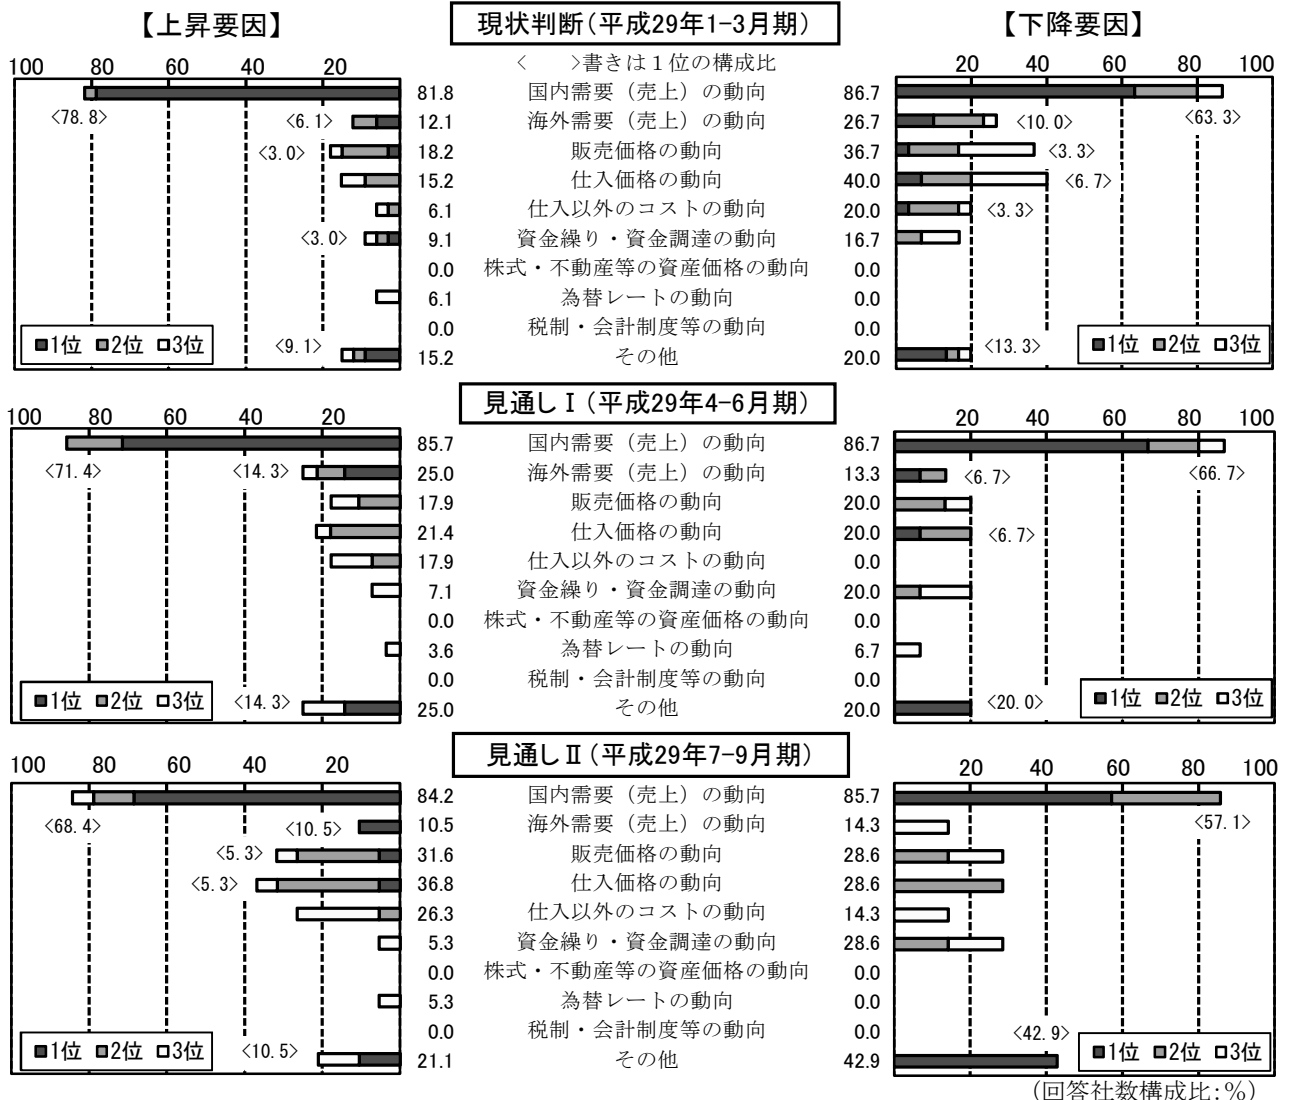 【上昇要因】 現状判断(平成29年1-3月期) 【下降要因】
100 80 60 40 20 < >書きは1位の構成比 20 40 60 80 100
81.8 国内需要(売上)の動向 86.7
<78.8> <6.1> 12.1 海外需要(売上)の動向 26.7 <10.0> <63.3>
<3.0> 18.2 販売価格の動向 36.7 <3.3>
15.2 仕入価格の動向 40.0 <6.7>
6.1 仕入以外のコストの動向 20.0 <3.3>
<3.0> 9.1 資金繰り・資金調達の動向 16.7
0.0 株式・不動産等の資産価格の動向 0.0
6.1 為替レートの動向 0.0
0.0 税制・会計制度等の動向 0.0
■1位 ■2位 □3位 <9.1> 15.2 その他 20.0 <13.3> ■1位 ■2位 □3位
見通しⅠ(平成29年4-6月期)
100 80 60 40 20 20 40 60 80 100
85.7 国内需要(売上)の動向 86.7
<71.4> <14.3> 25.0 海外需要(売上)の動向 13.3 <6.7> <66.7>
17.9 販売価格の動向 20.0
21.4 仕入価格の動向 20.0 <6.7>
17.9 仕入以外のコストの動向 0.0
7.1 資金繰り・資金調達の動向 20.0
0.0 株式・不動産等の資産価格の動向 0.0
3.6 為替レートの動向 6.7
0.0 税制・会計制度等の動向 0.0
■1位 ■2位 □3位 <14.3> 25.0 その他 20.0 <20.0> ■1位 ■2位 □3位
見通しⅡ(平成29年7-9月期)
100 80 60 40 20 20 40 60 80 100
84.2 国内需要(売上)の動向 85.7
<68.4> <10.5> 10.5 海外需要(売上)の動向 14.3 <57.1>
<5.3> 31.6 販売価格の動向 28.6
<5.3> 36.8 仕入価格の動向 28.6
26.3 仕入以外のコストの動向 14.3
5.3 資金繰り・資金調達の動向 28.6
0.0 株式・不動産等の資産価格の動向 0.0
5.3 為替レートの動向 0.0
0.0 税制・会計制度等の動向 0.0
■1位 ■2位 □3位 <10.5> 21.1 その他 42.9 <42.9> ■1位 ■2位 □3位
(回答社数構成比:%)